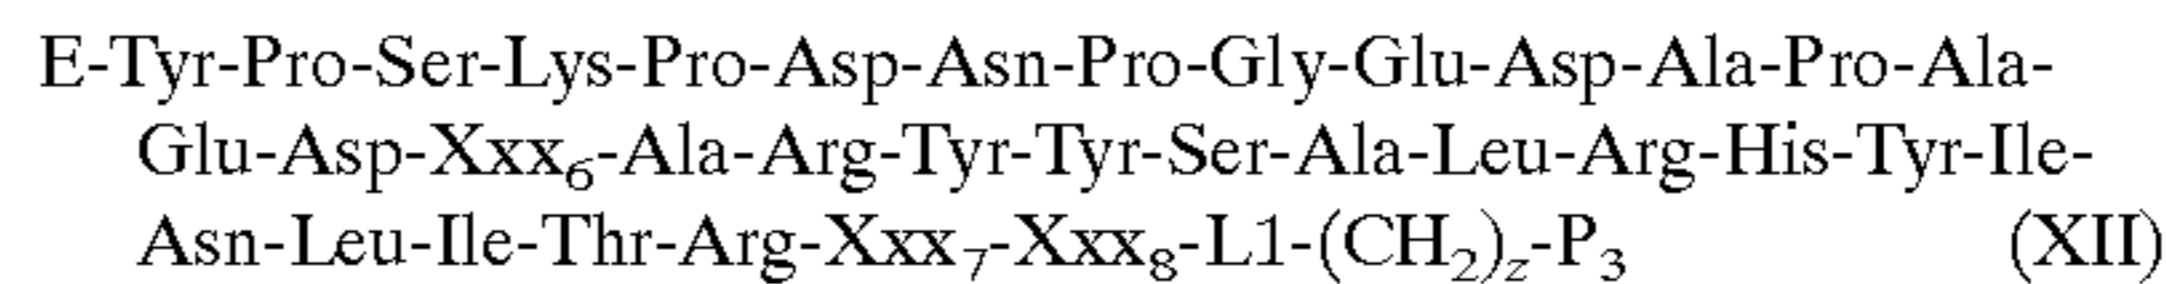 E-Tyr-Pro-Ser-Lys-Pro-Asp-Asn-Pro-Gly-Glu-Asp-Ala-Pro-Ala-
Glu-Asp-Xxx₆-Ala-Arg-Tyr-Tyr-Ser-Ala-Leu-Arg-His-Tyr-Ile-
Asn-Leu-Ile-Thr-Arg-Xxx₇-Xxx₈-L1-(CH₂)z-P₃ (XII)